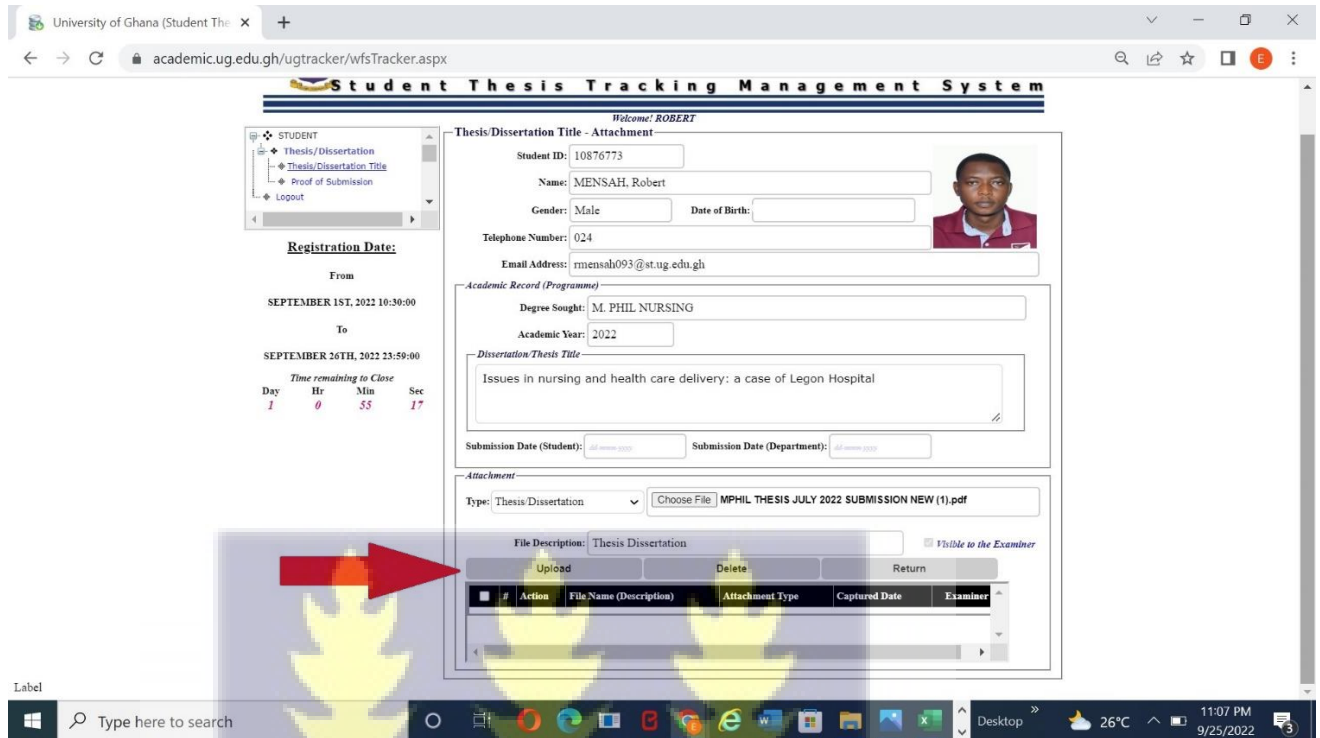 University of Ghana (Student The
academic.ug.edu.gh/ugtracker/wfsTracker.aspx
E
Student Thesis Tracking Management System
Welcome! ROBERT
STUDENT
Thesis/Dissertation
Thesis/Dissertation Title
Proof of Submission
Logout
Registration Date:
From
SEPTEMBER 1ST, 2022 10:30:00
To
SEPTEMBER 26TH, 2022 23:59:00
Time remaining to Close
Day Hr Min Sec
1 0 55 17
Thesis/Dissertation Title - Attachment
Student ID: 10876773
Name: MENSAH, Robert
Gender: Male Date of Birth:
Telephone Number: 024
Email Address: rmensah093@st.ug.edu.gh
Academic Record (Programme)
Degree Sought: M. PHIL NURSING
Academic Year: 2022
Dissertation/Thesis Title
Issues in nursing and health care delivery: a case of Legon Hospital
Submission Date (Student): dd-mmm-yyyy Submission Date (Department): dd-mmm-yyyy
Attachment
Type: Thesis/Dissertation Choose File MPHIL THESIS JULY 2022 SUBMISSION NEW (1).pdf
File Description: Thesis Dissertation Visible to the Examiner
Upload Delete Return
# Action File Name (Description) Attachment Type Captured Date Examiner
Label
Type here to search
Desktop
26°C
11:07 PM
9/25/2022
3